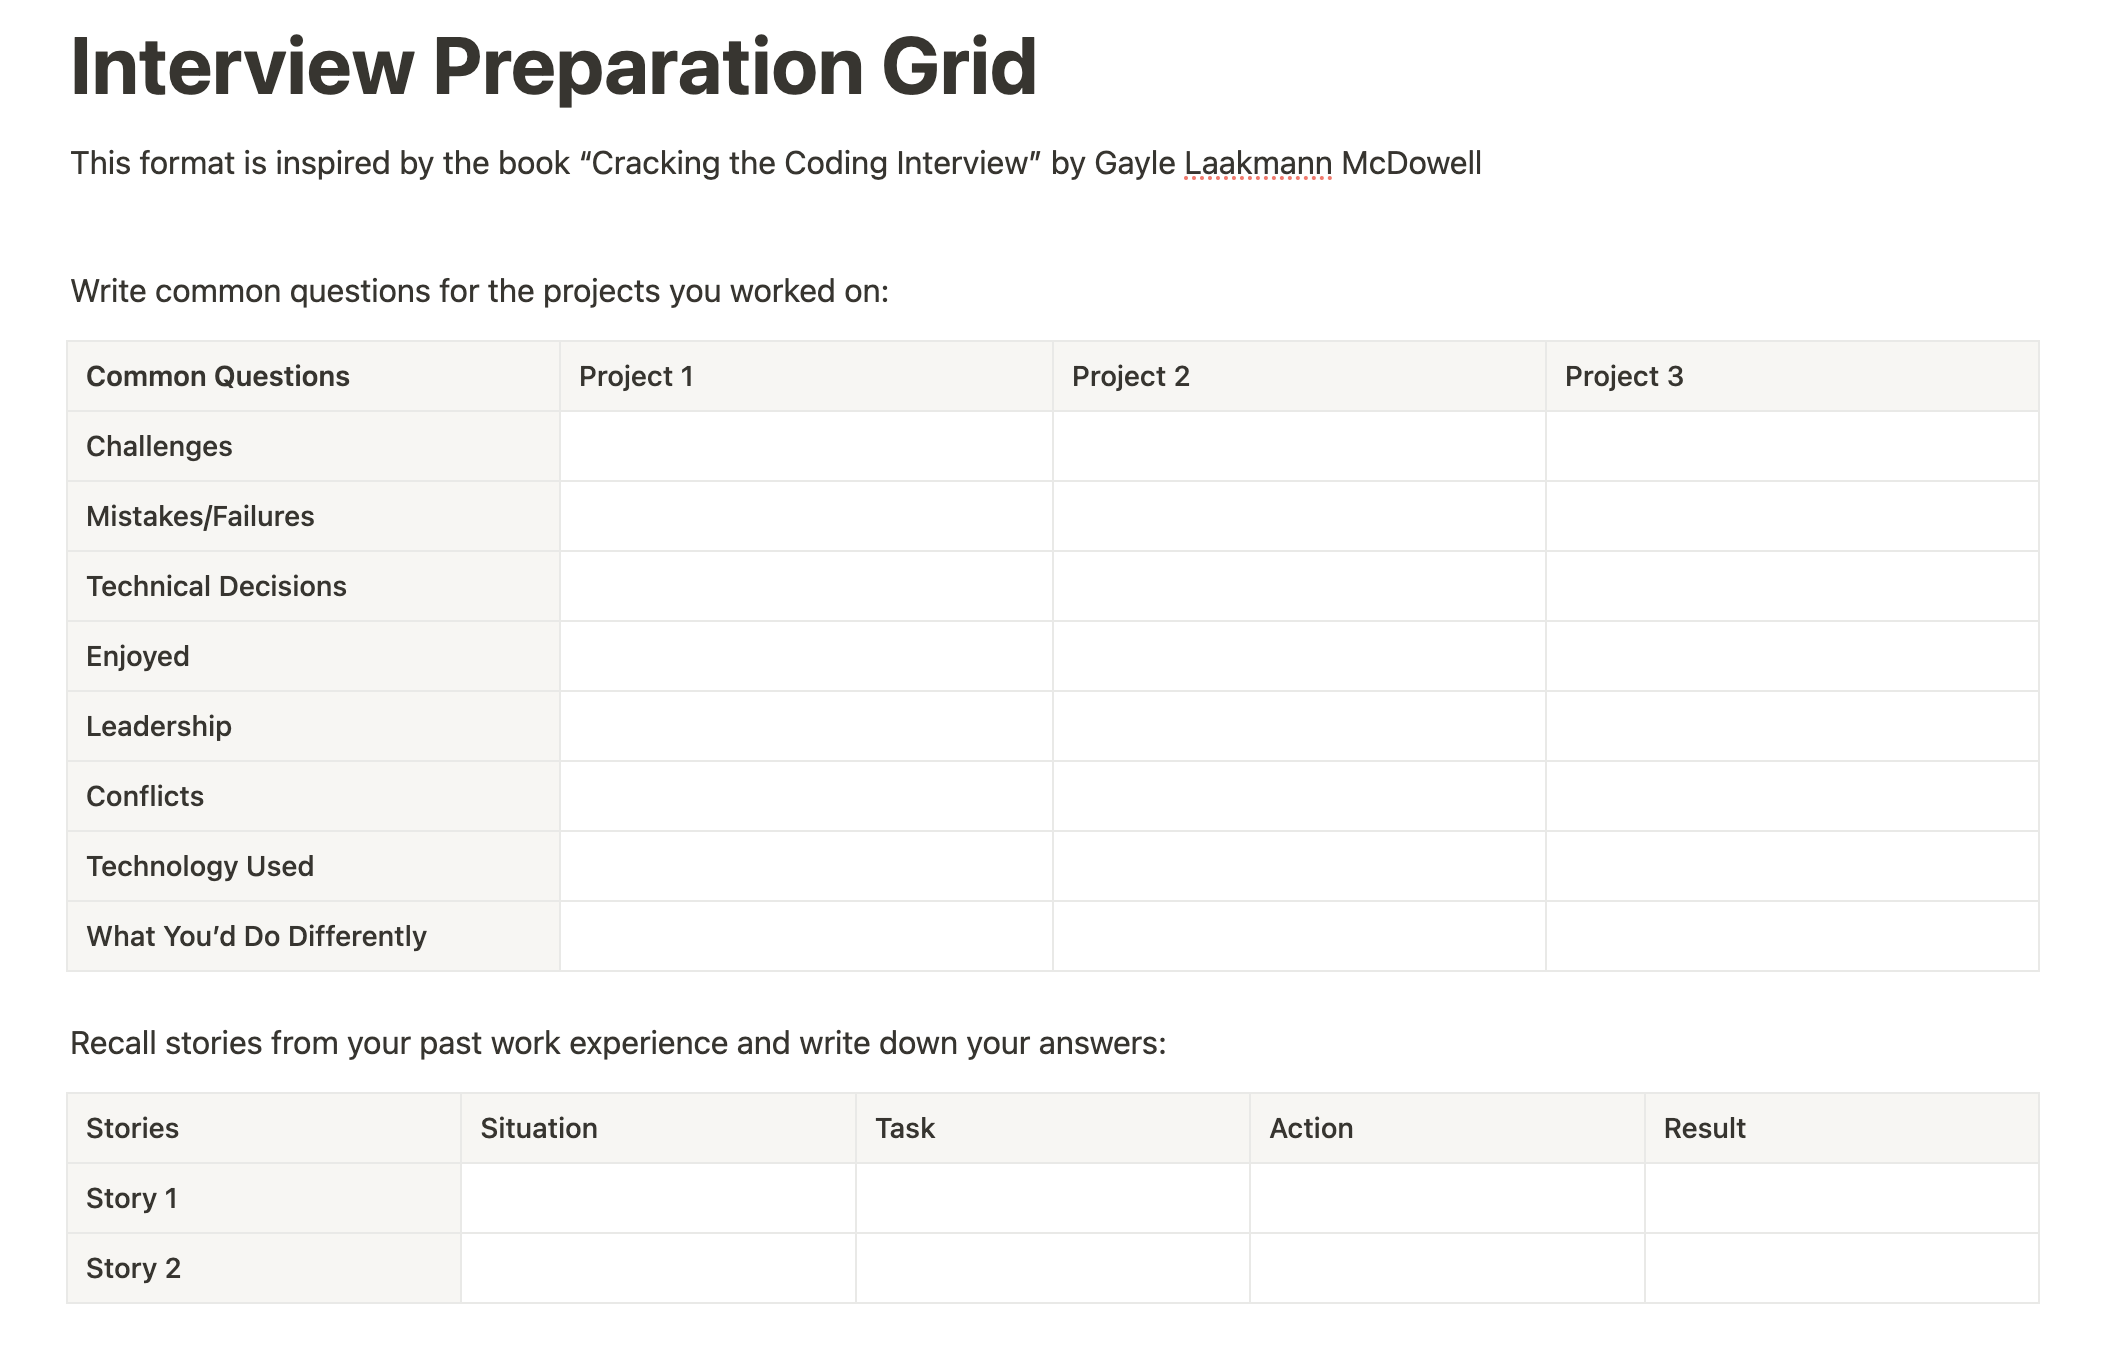 Interview Preparation Grid
This format is inspired by the book “Cracking the Coding Interview” by Gayle Laakmann McDowell
Write common questions for the projects you worked on:
Common Questions Project 1 Project 2 Project 3
Challenges
Mistakes/Failures
Technical Decisions
Enjoyed
Leadership
Conflicts
Technology Used
What You’d Do Differently
Recall stories from your past work experience and write down your answers:
Stories Situation Task Action Result
Story 1
Story 2